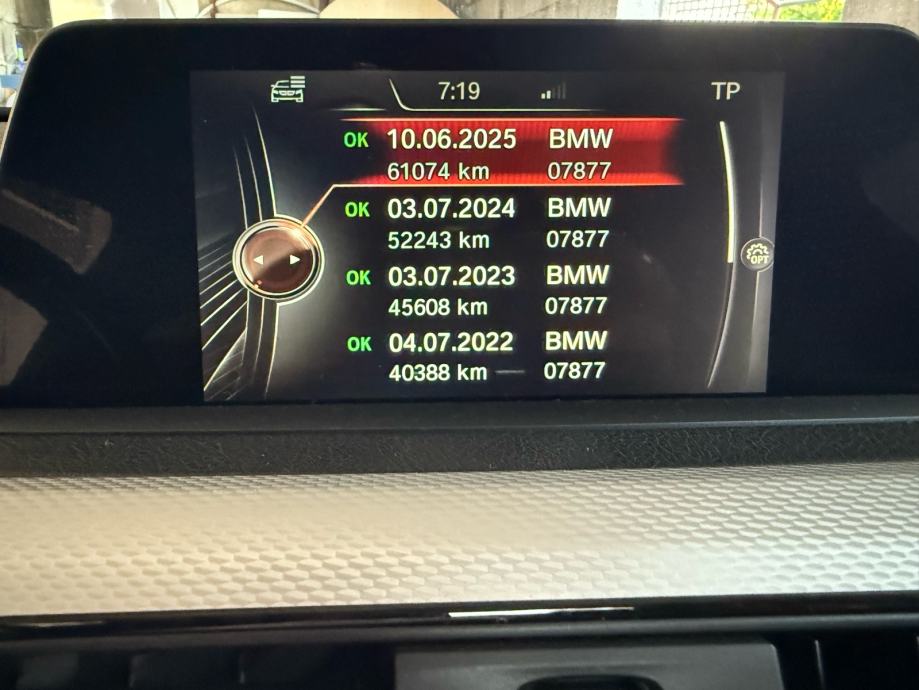 7:19 TP
OK 10.06.2025 BMW
61074 km 07877
OK 03.07.2024 BMW
52243 km 07877
OK 03.07.2023 BMW
45608 km 07877
OK 04.07.2022 BMW
40388 km 07877
OPT